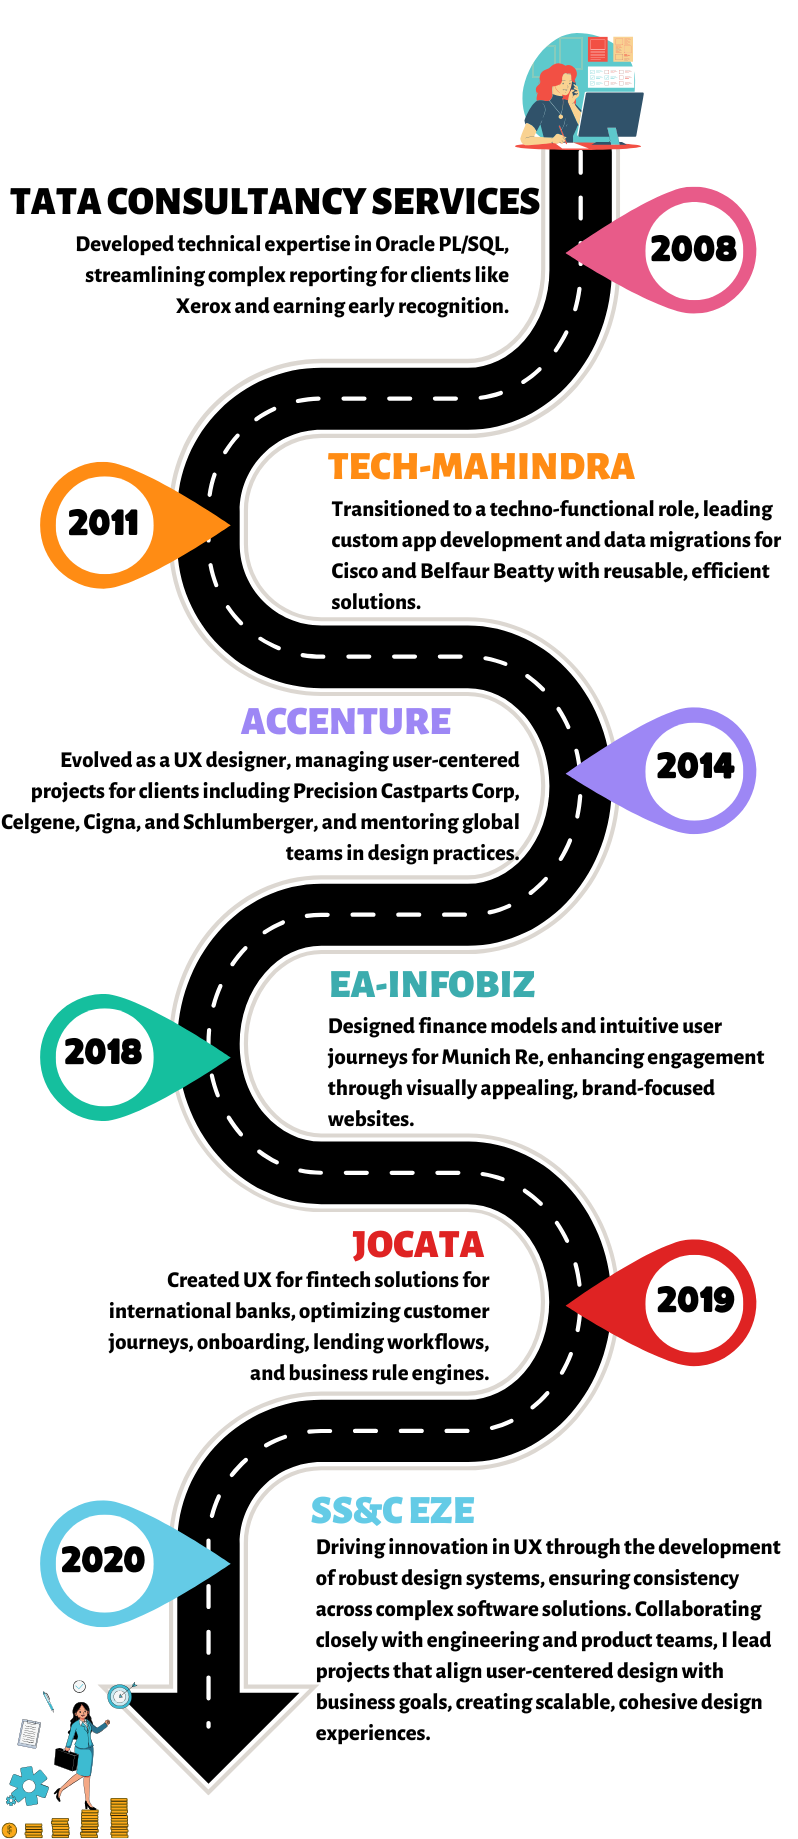 TATA CONSULTANCY SERVICES
Developed technical expertise in Oracle PL/SQL,
streamlining complex reporting for clients like
Xerox and earning early recognition.
2008
TECH-MAHINDRA
Transitioned to a techno-functional role, leading
custom app development and data migrations for
Cisco and Belfaur Beatty with reusable, efficient
solutions.
2011
ACCENTURE
Evolved as a UX designer, managing user-centered
projects for clients including Precision Castparts Corp,
Celgene, Cigna, and Schlumberger, and mentoring global
teams in design practices.
2014
EA-INFOBIZ
Designed finance models and intuitive user
journeys for Munich Re, enhancing engagement
through visually appealing, brand-focused
websites.
2018
JOCATA
Created UX for fintech solutions for
international banks, optimizing customer
journeys, onboarding, lending workflows,
and business rule engines.
2019
SS&C EZE
Driving innovation in UX through the development
of robust design systems, ensuring consistency
across complex software solutions. Collaborating
closely with engineering and product teams, I lead
projects that align user-centered design with
business goals, creating scalable, cohesive design
experiences.
2020